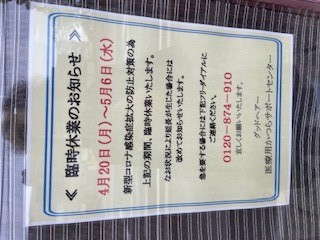 ≪ 臨時休業のお知らせ ≫
4月20日(月)～5月6日(水)
新型コロナ感染症拡大の防止対策の為
上記の期間、臨時休業いたします。
なお状況により延長が生じた場合には
改めてお知らせいたします。
急を要する場合には下記フリーダイアルに
ご連絡ください。
0120-874-910
宜しくお願いいたします。
グッドヘアー
医療用かつらサポートセンター